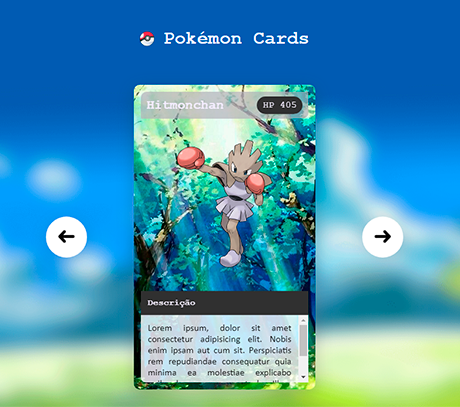 Pokémon Cards
Hitmonchan
HP 405
Descrição
Lorem ipsum, dolor sit amet
consectetur adipisicing elit. Nobis
enim ipsam aut cum sit. Perspiciatis
rem repudiandae consequatur quia
minima ea molestiae explicabo